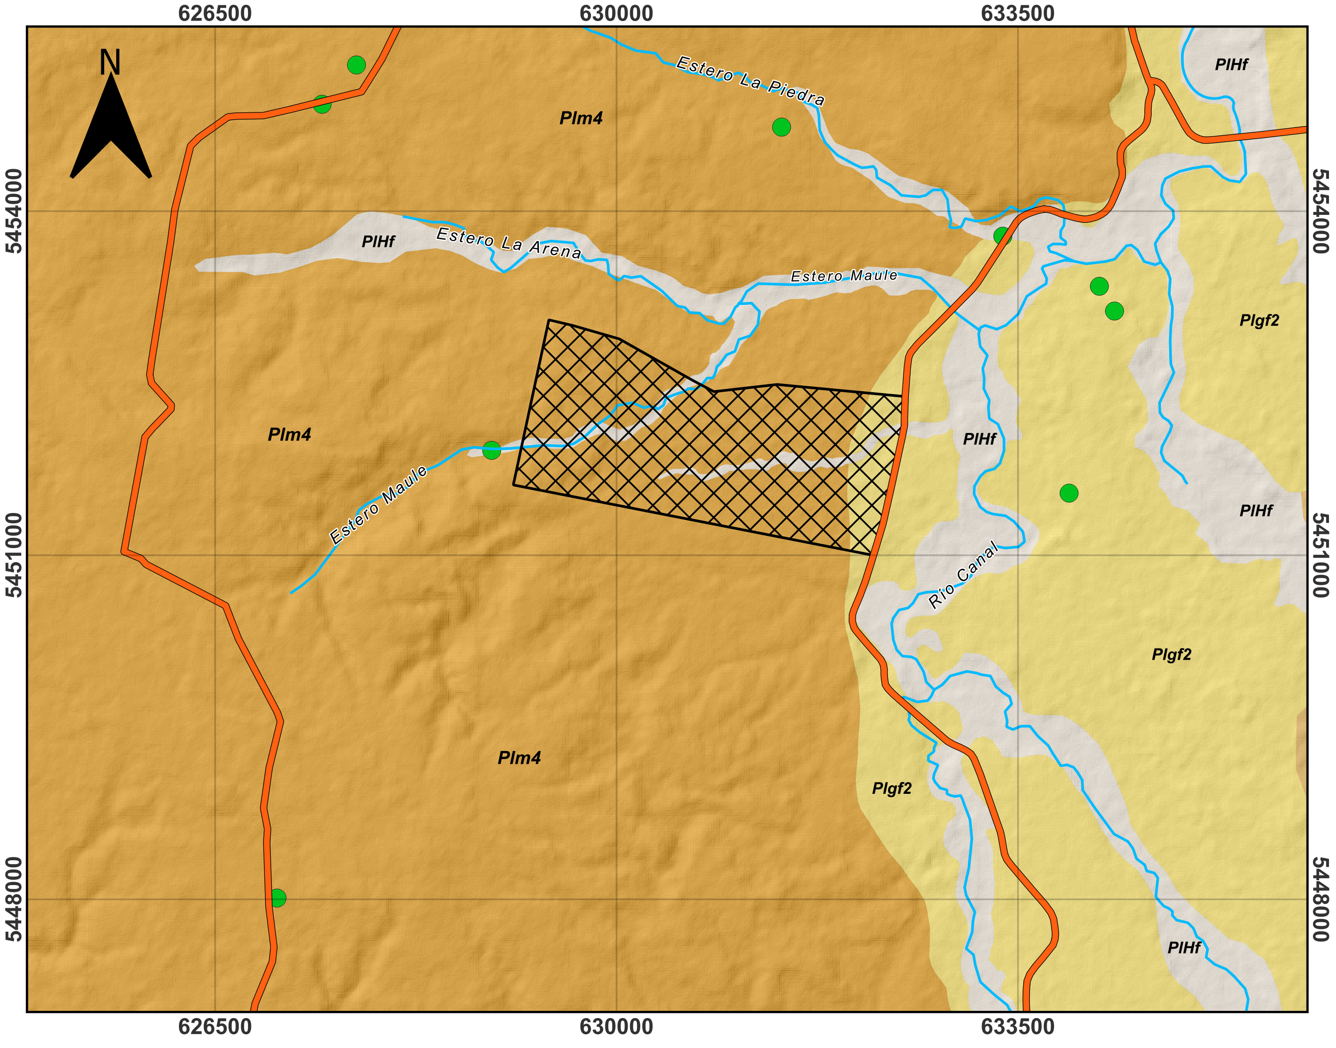 626500 630000 633500
N
PlHf
Estero La Piedra
Plm4
5454000 5454000
PlHf
Estero La Arena
Estero Maule
Plgf2
Plm4
PlHf
Estero Maule
PlHf
5451000 5451000
Río Canal
Plgf2
Plm4
Plgf2
5448000 5448000
PlHf
626500 630000 633500